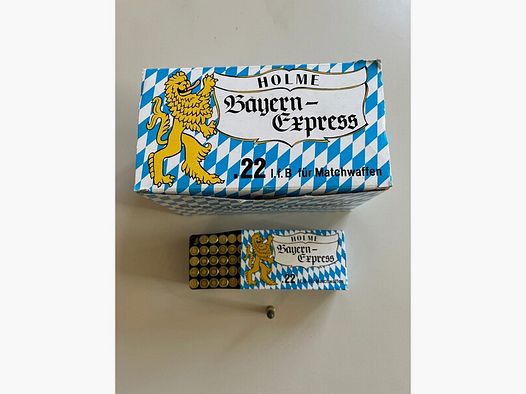 HOLME
Bayern-
Express
.22 l.f.B für Matchwaffen
HOLME
Bayern-
Express
.22